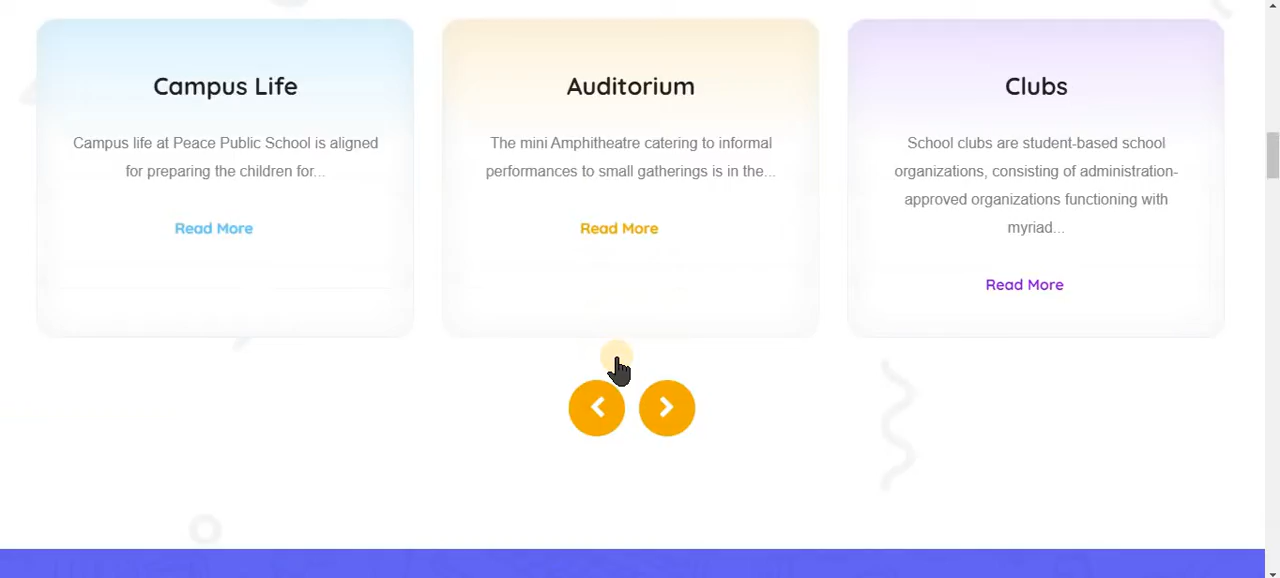 Campus Life
Campus life at Peace Public School is aligned
for preparing the children for...
Read More
Auditorium
The mini Amphitheatre catering to informal
performances to small gatherings is in the...
Read More
Clubs
School clubs are student-based school
organizations, consisting of administration-
approved organizations functioning with
myriad...
Read More